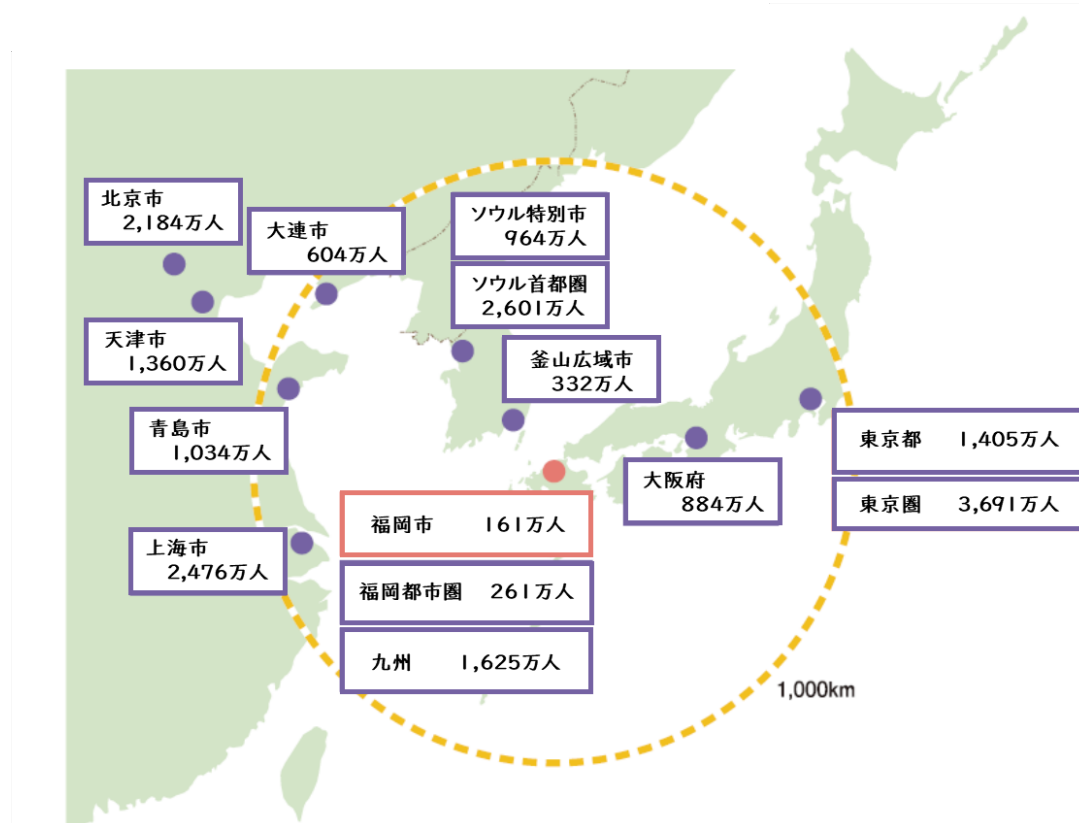 北京市
2,184万人
大連市
604万人
ソウル特別市
964万人
ソウル首都圏
2,601万人
天津市
1,360万人
釜山広域市
332万人
青島市
1,034万人
東京都 1,405万人
大阪府
884万人
東京圏 3,691万人
福岡市 161万人
上海市
2,476万人
福岡都市圏 261万人
九州 1,625万人
1,000km